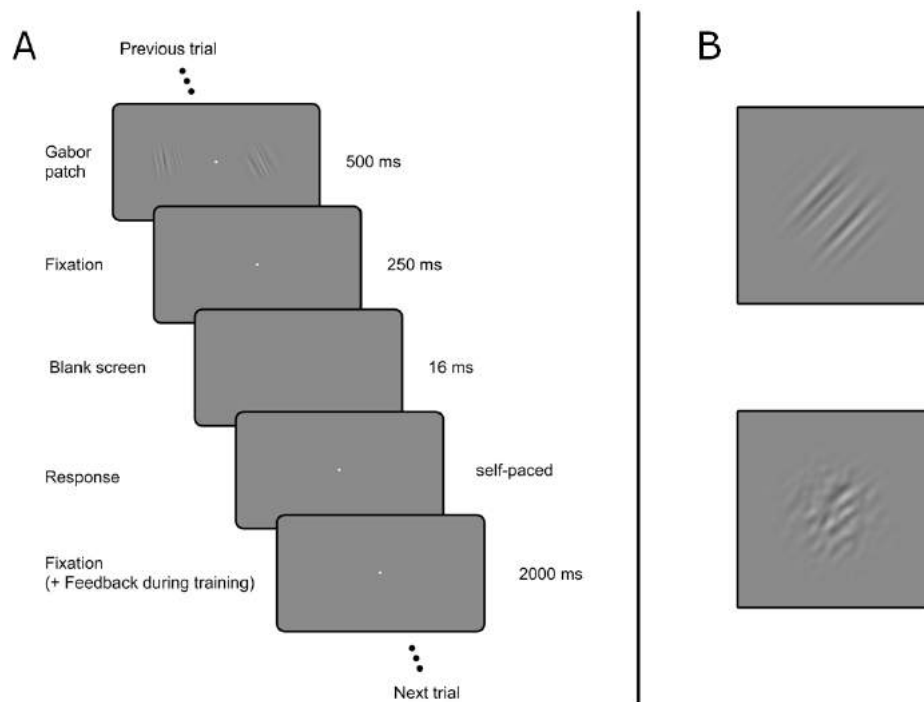 A
Previous trial
Gabor
patch
500 ms
Fixation
250 ms
Blank screen
16 ms
Response
self-paced
Fixation
(+ Feedback during training)
2000 ms
Next trial
B